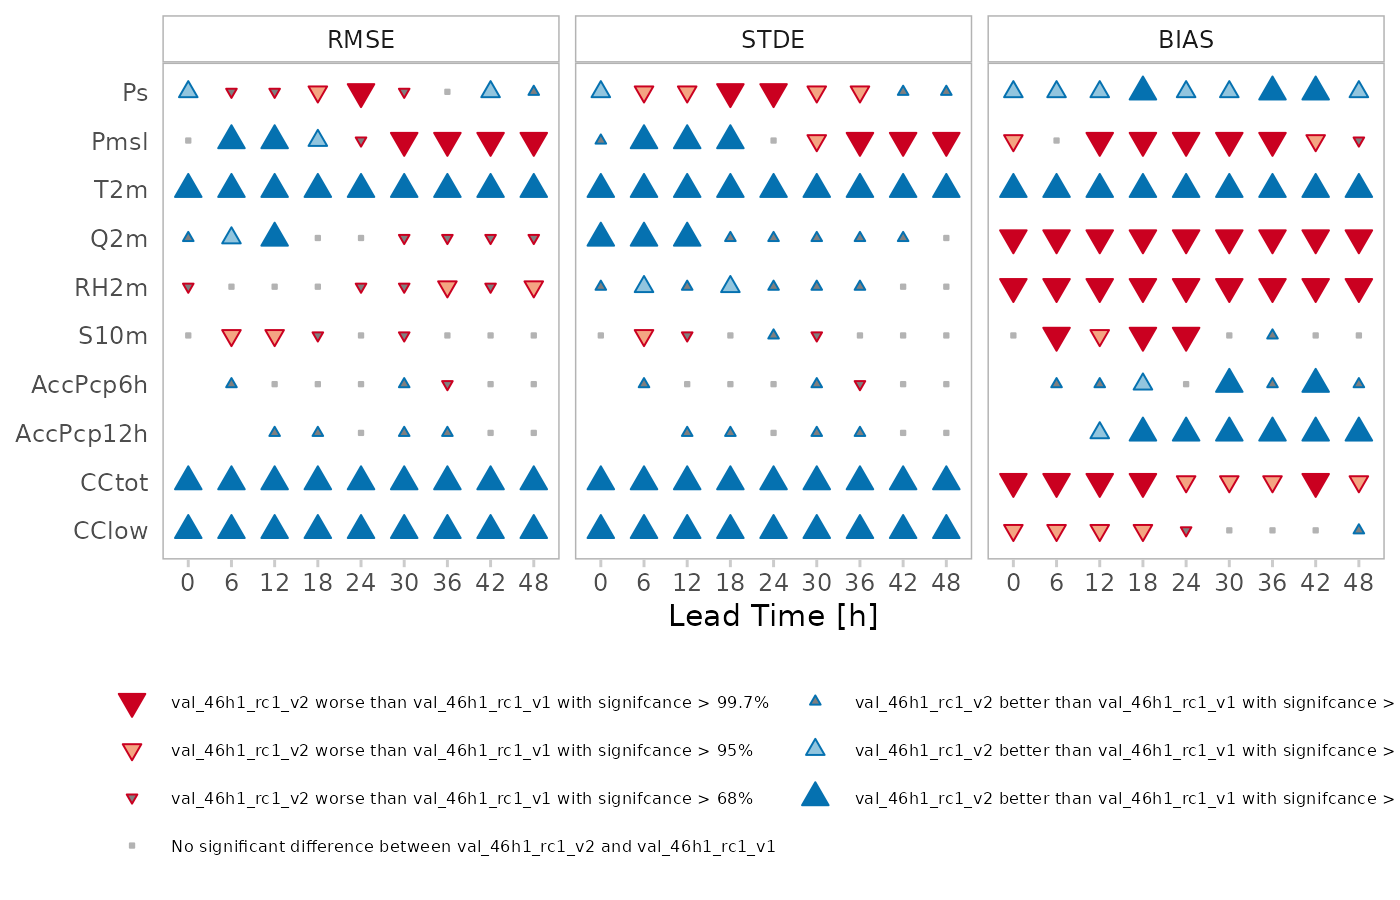 RMSE STDE BIAS
Ps
Pmsl
T2m
Q2m
RH2m
S10m
AccPcp6h
AccPcp12h
CCtot
CClow
0 6 12 18 24 30 36 42 48 0 6 12 18 24 30 36 42 48 0 6 12 18 24 30 36 42 48
Lead Time [h]
val_46h1_rc1_v2 worse than val_46h1_rc1_v1 with signifcance > 99.7% val_46h1_rc1_v2 better than val_46h1_rc1_v1 with signifcance >
val_46h1_rc1_v2 worse than val_46h1_rc1_v1 with signifcance > 95% val_46h1_rc1_v2 better than val_46h1_rc1_v1 with signifcance >
val_46h1_rc1_v2 worse than val_46h1_rc1_v1 with signifcance > 68% val_46h1_rc1_v2 better than val_46h1_rc1_v1 with signifcance >
No significant difference between val_46h1_rc1_v2 and val_46h1_rc1_v1